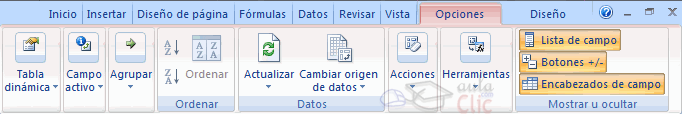 Inicio Insertar Diseño de página Fórmulas Datos Revisar Vista Opciones Diseño
Tabla dinámica
Campo activo
Agrupar
Ordenar
Ordenar
Actualizar
Cambiar origen de datos
Datos
Acciones
Herramientas
Lista de campo
Botones +/-
Encabezados de campo
Mostrar u ocultar
aula
Clic